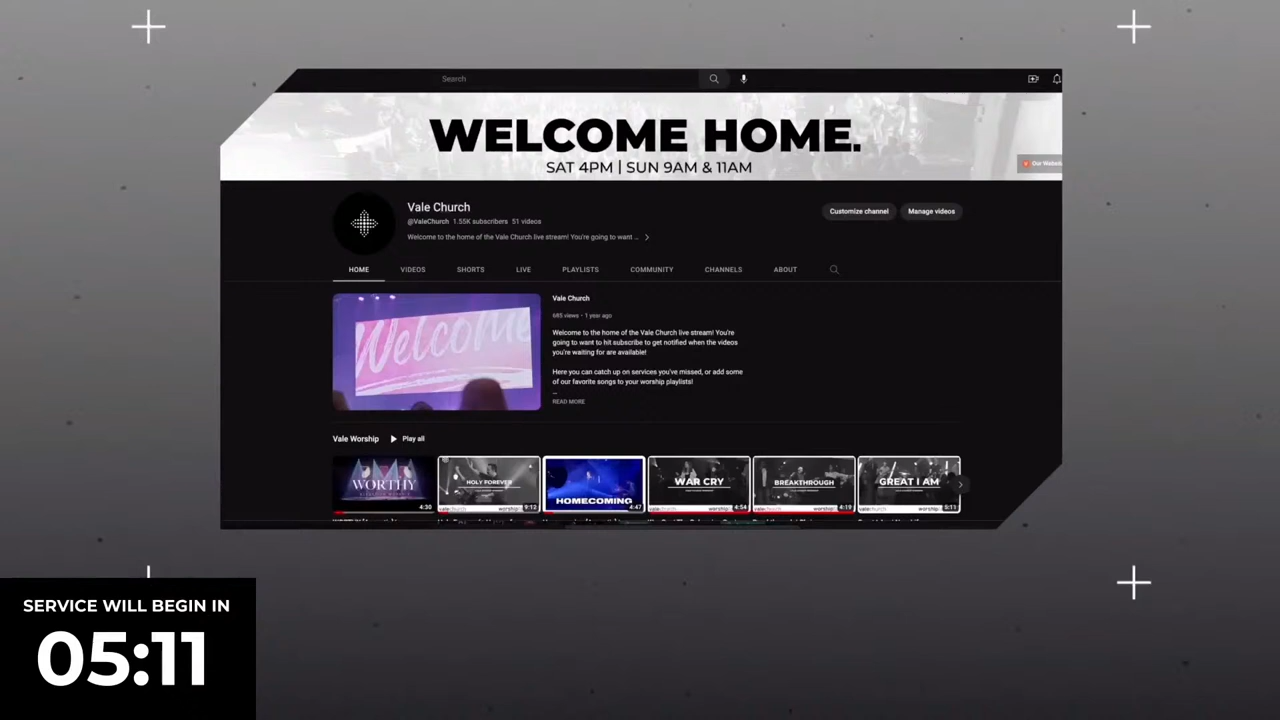 Search
WELCOME HOME.
SAT 4PM | SUN 9AM & 11AM
Our Website
Vale Church
@ValeChurch 1.55K subscribers 51 videos
Welcome to the home of the Vale Church live stream! You're going to want ...
Customize channel
Manage videos
HOME VIDEOS SHORTS LIVE PLAYLISTS COMMUNITY CHANNELS ABOUT
Welcome
Vale Church
685 views • 1 year ago
Welcome to the home of the Vale Church live stream! You're
going to want to hit subscribe to get notified when the videos
you're waiting for are available!
Here you can catch up on services you've missed, or add some
of our favorite songs to your worship playlists!
...
READ MORE
Vale Worship Play all
WORTHY
4:30
HOLY FOREVER
9:12
HOMECOMING
4:47
WAR CRY
4:54
BREAKTHROUGH
4:19
GREAT I AM
5:11
SERVICE WILL BEGIN IN
05:11